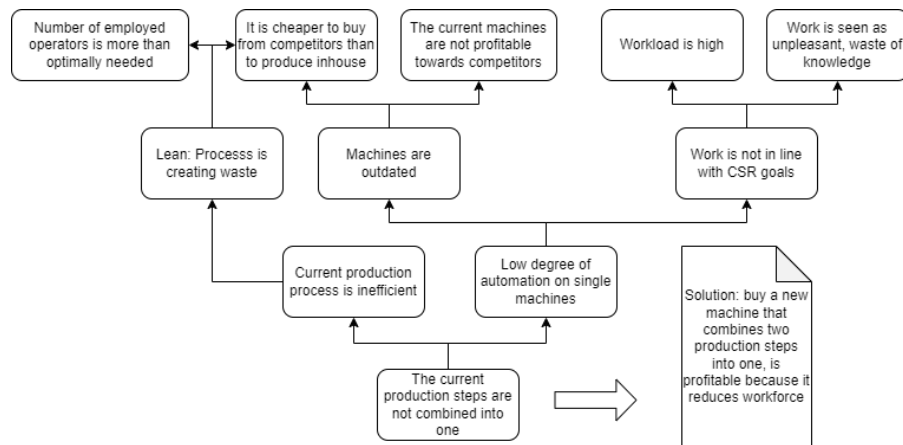 Number of employed
operators is more than
optimally needed
It is cheaper to buy
from competitors than
to produce inhouse
The current machines
are not profitable
towards competitors
Workload is high
Work is seen as
unpleasant, waste of
knowledge
Lean: Processs is
creating waste
Machines are
outdated
Work is not in line
with CSR goals
Current production
process is inefficient
Low degree of
automation on single
machines
Solution: buy a new
machine that
combines two
production steps
into one, is
profitable because it
reduces workforce
The current
production steps are
not combined into
one